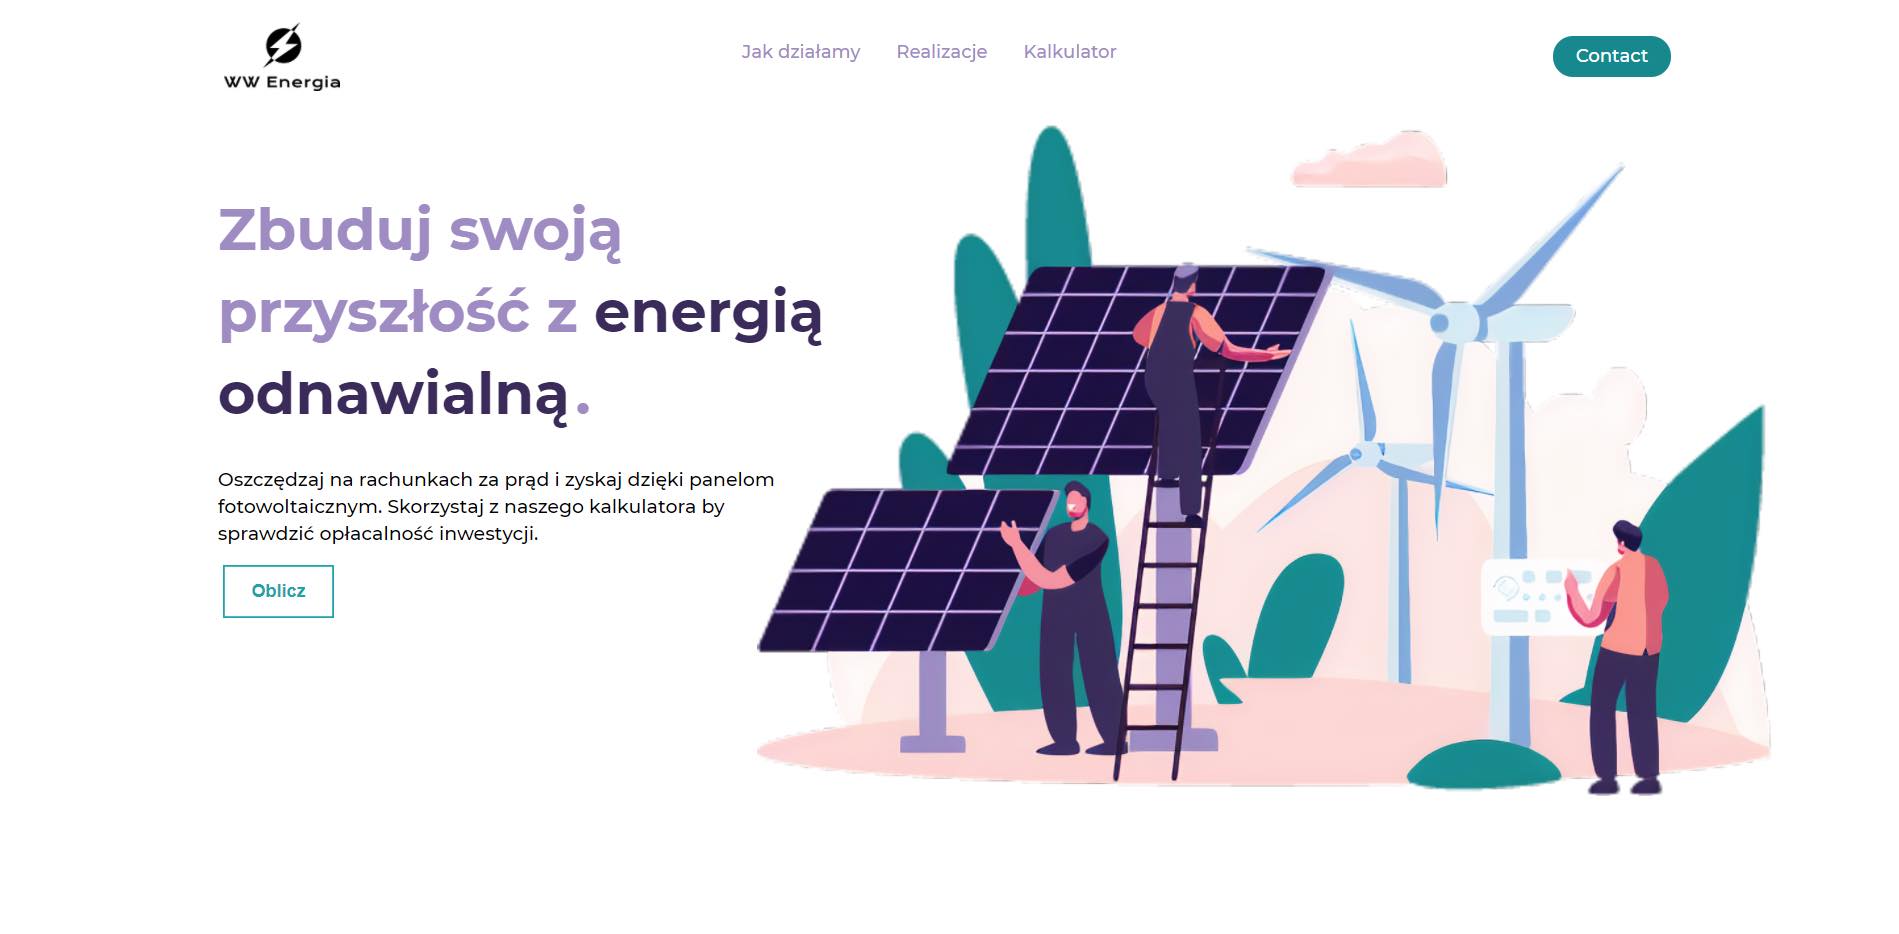 WW Energia
Jak działamy
Realizacje
Kalkulator
Contact
Zbuduj swoją
przyszłość z energią
odnawialną.
Oszczędzaj na rachunkach za prąd i zyskaj dzięki panelom
fotowoltaicznym. Skorzystaj z naszego kalkulatora by
sprawdzić opłacalność inwestycji.
Oblicz